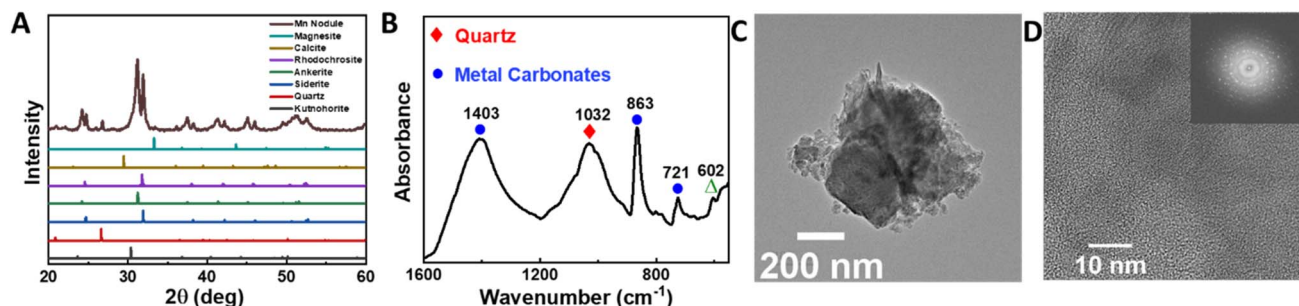 A
Intensity
Mn Nodule
Magnesite
Calcite
Rhodochrosite
Ankerite
Siderite
Quartz
Kutnohorite
20 30 40 50 60
2θ (deg)
B
Absorbance
Quartz
Metal Carbonates
1403
1032
863
721
602
Δ
1600 1200 800
Wavenumber (cm⁻¹)
C
200 nm
D
10 nm